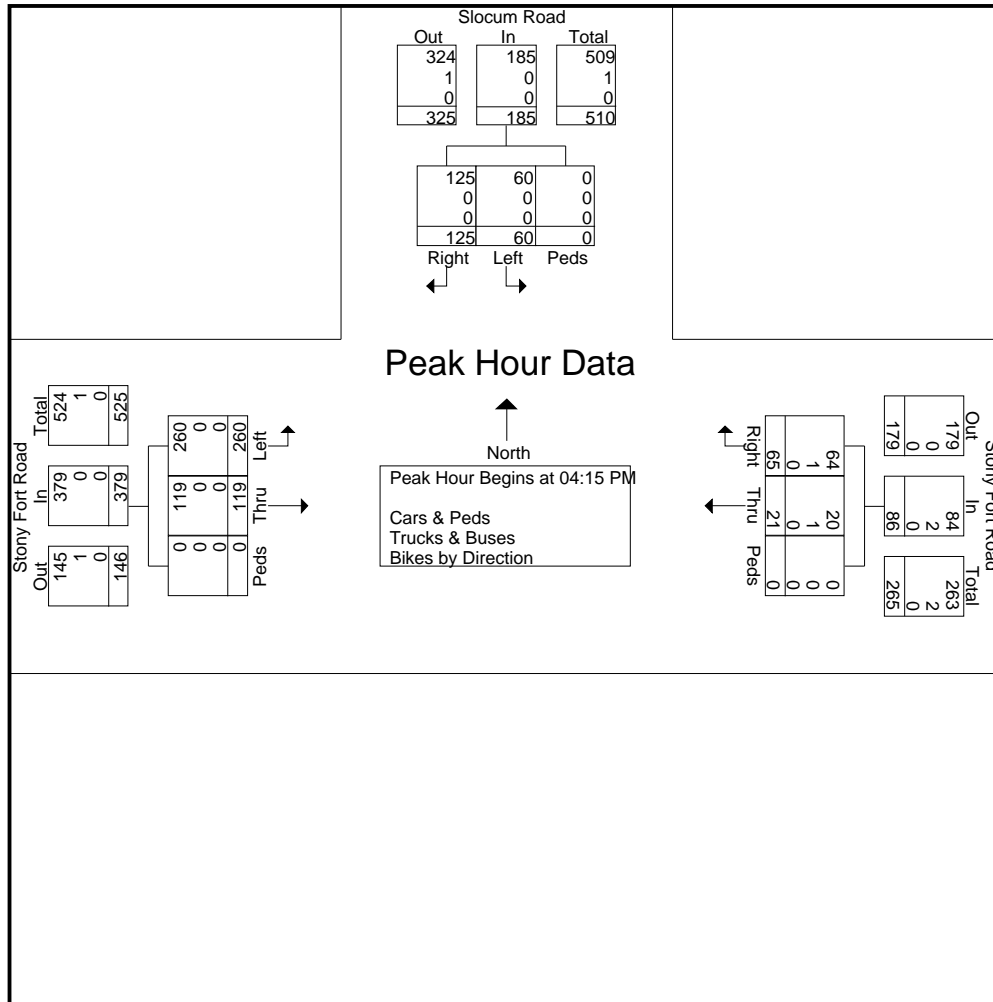 Slocum Road
Out In Total
324 185 509
1 0 1
0 0 0
325 185 510
125 60 0
0 0 0
0 0 0
125 60 0
Right Left Peds
Peak Hour Data
North
Peak Hour Begins at 04:15 PM
Cars & Peds
Trucks & Buses
Bikes by Direction
Stony Fort Road
Total In Out
524 379 145
1 0 1
0 0 0
525 379 146
260 119 0
0 0 0
0 0 0
260 119 0
Left Thru Peds
Stony Fort Road
Out In Total
179 84 263
0 2 2
0 0 0
179 86 265
64 20 0
1 1 0
0 0 0
65 21 0
Right Thru Peds